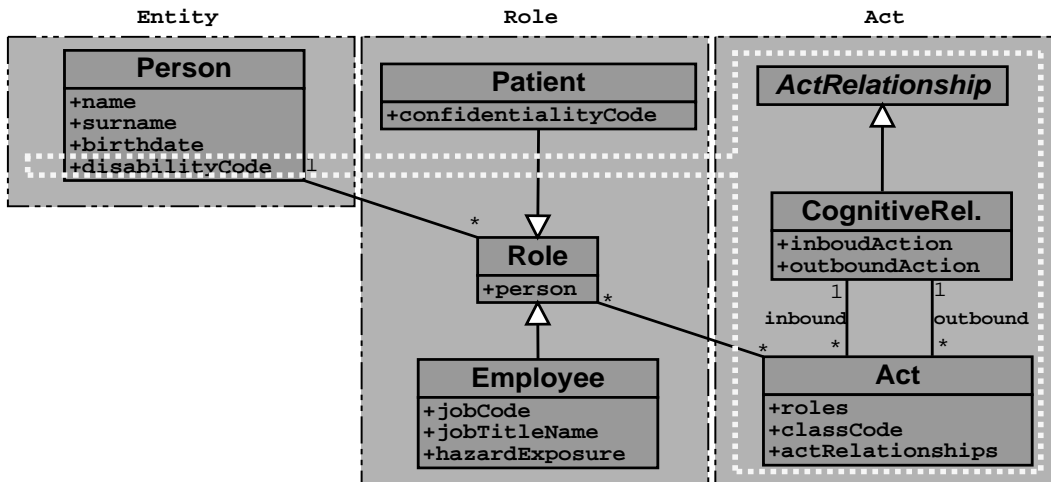 Entity
Role
Act
Person
+name
+surname
+birthdate
+disabilityCode
1
*
Patient
+confidentialityCode
Role
+person
*
Employee
+jobCode
+jobTitleName
+hazardExposure
ActRelationship
CognitiveRel.
+inboudAction
+outboundAction
1
1
inbound
outbound
*
*
*
Act
+roles
+classCode
+actRelationships